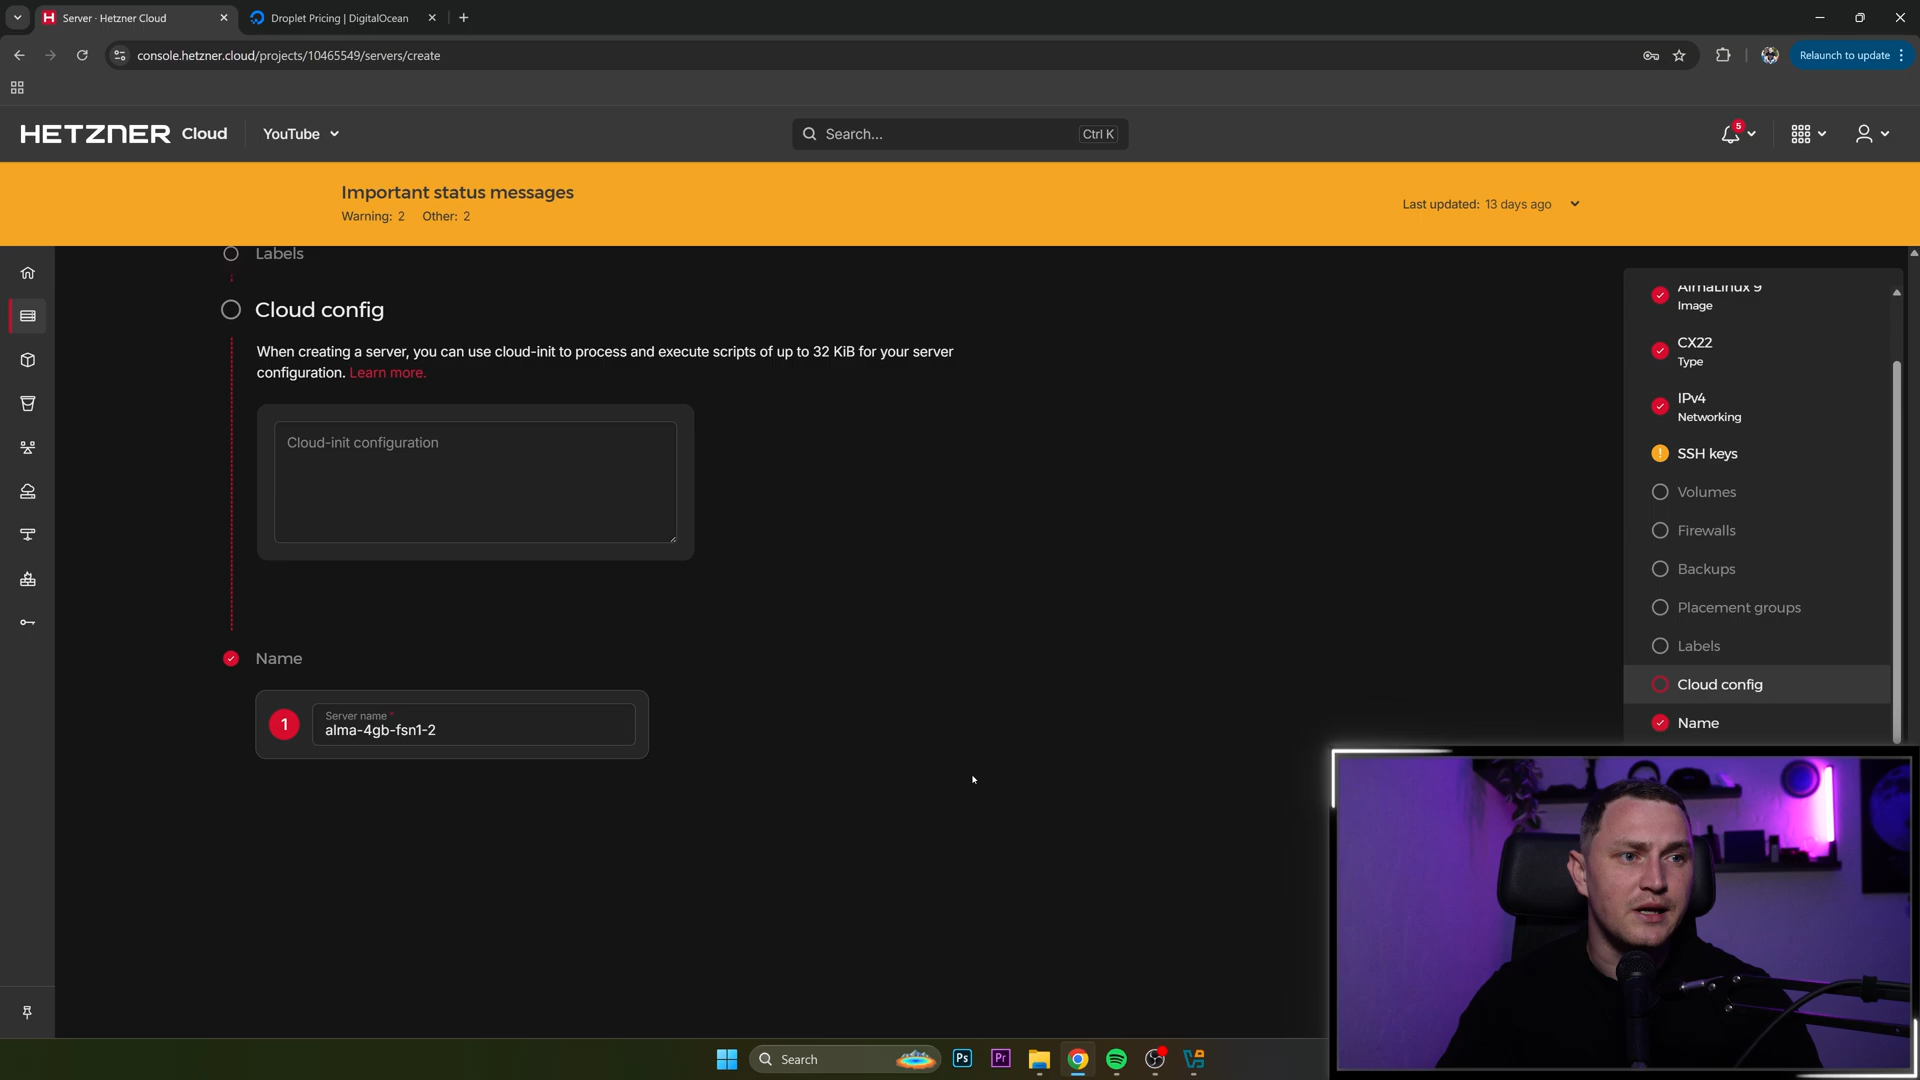 Server · Hetzner Cloud
Droplet Pricing | DigitalOcean
console.hetzner.cloud/projects/10465549/servers/create
Relaunch to update
HETZNER Cloud
YouTube
Search...
Ctrl K
5
Important status messages
Warning: 2 Other: 2
Last updated: 13 days ago
Labels
Cloud config
When creating a server, you can use cloud-init to process and execute scripts of up to 32 KiB for your server
configuration. Learn more.
Cloud-init configuration
Name
1
Server name *
alma-4gb-fsn1-2
AlmaLinux 9
Image
CX22
Type
IPv4
Networking
SSH keys
Volumes
Firewalls
Backups
Placement groups
Labels
Cloud config
Name
Search
Ps
Pr